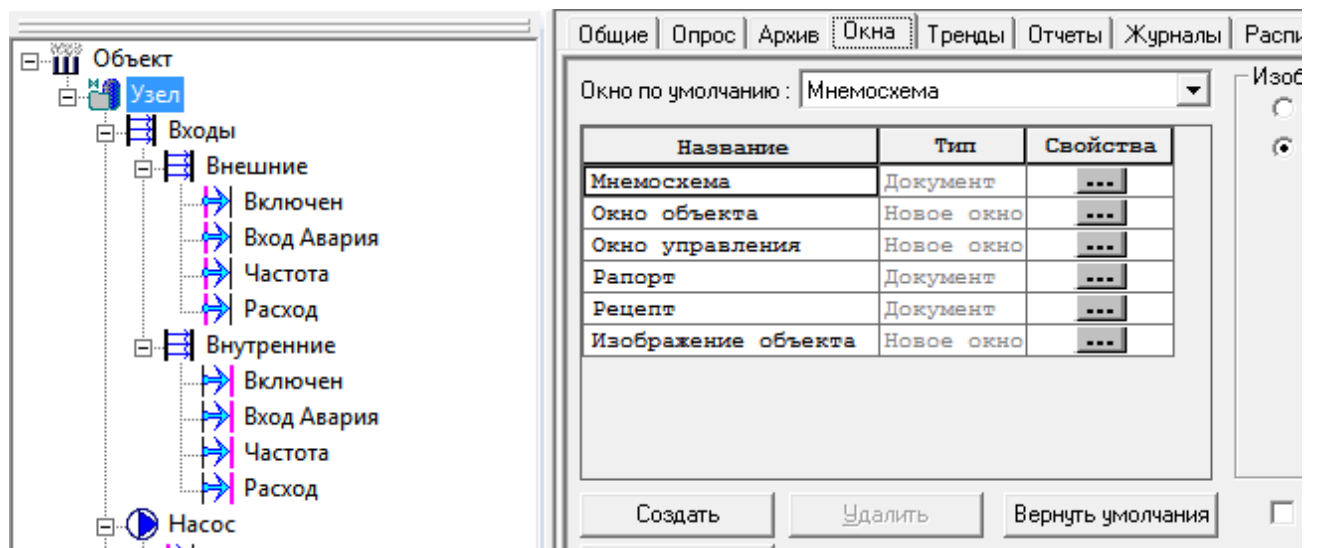 Объект
Узел
Входы
Внешние
Включен
Вход Авария
Частота
Расход
Внутренние
Включен
Вход Авария
Частота
Расход
Насос
Общие Опрос Архив Окна Тренды Отчеты Журналы Распи
Окно по умолчанию : Мнемосхема
Изоб
Название Тип Свойства
Мнемосхема Документ ...
Окно объекта Новое окно ...
Окно управления Новое окно ...
Рапорт Документ ...
Рецепт Документ ...
Изображение объекта Новое окно ...
Создать Удалить Вернуть умолчания